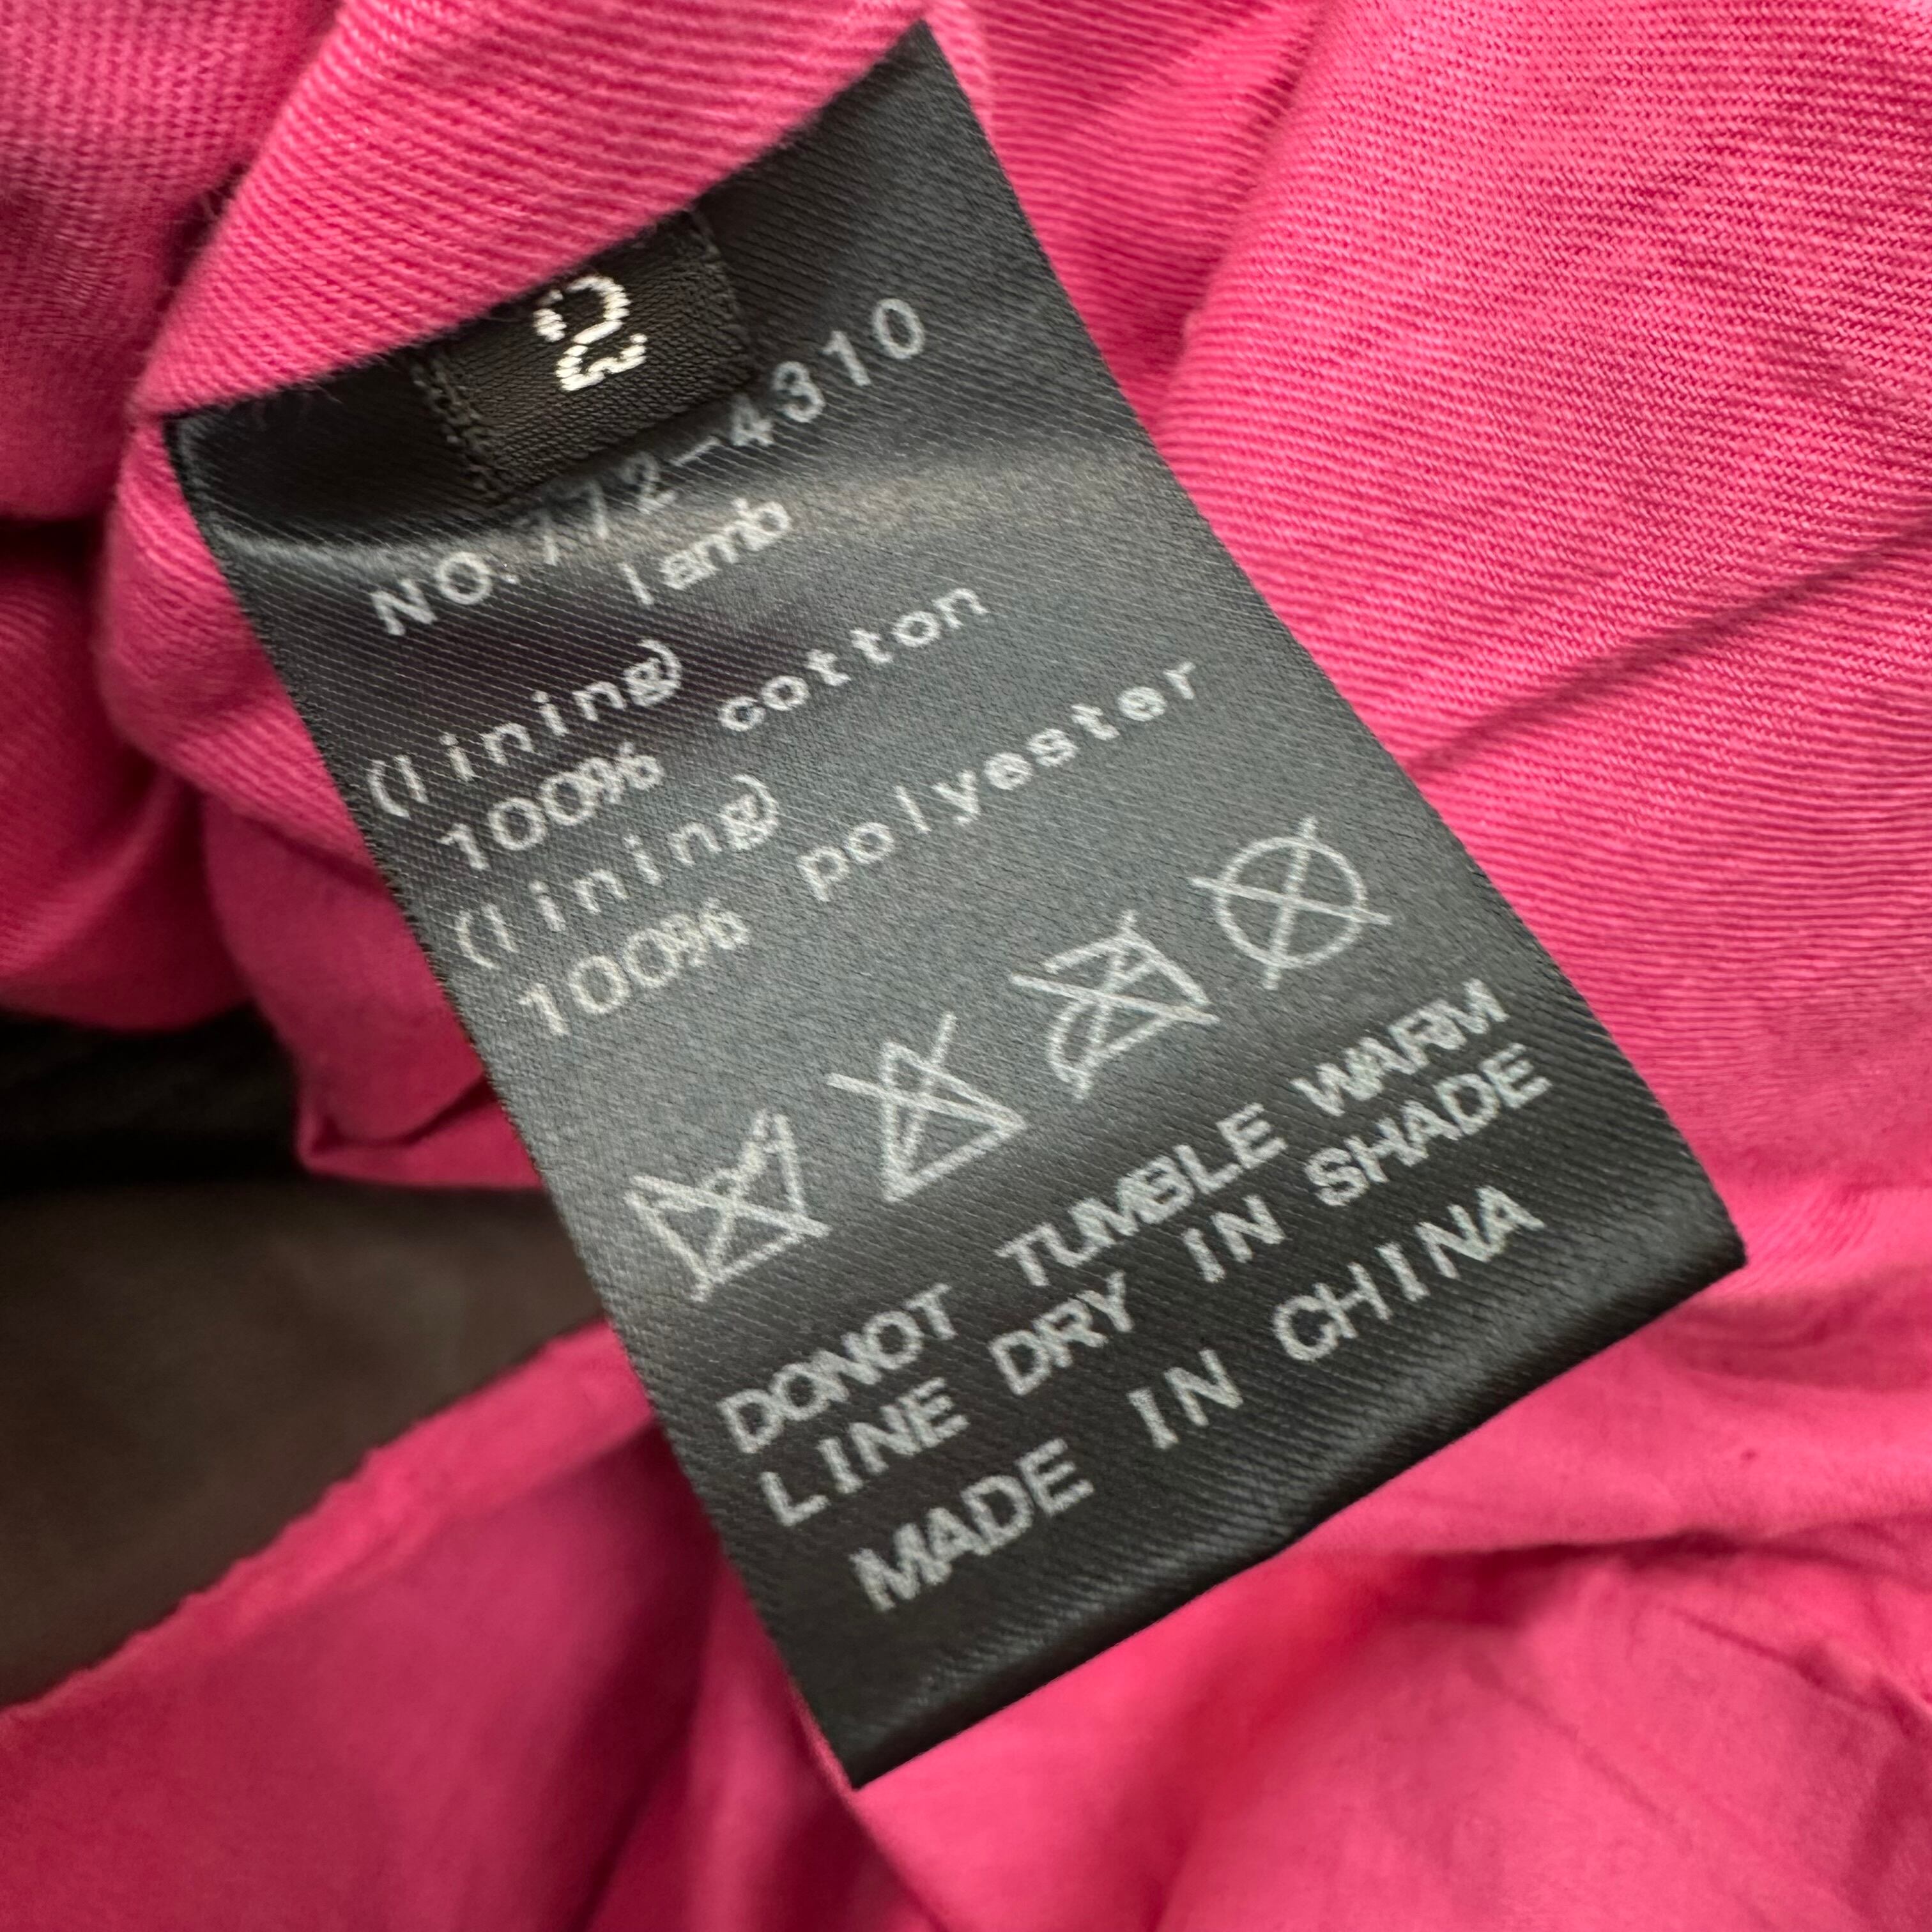 NO.772-4310
lamb
(lining)
100% cotton
(lining)
100% polyester
DONOT TUMBLE WARM
LINE DRY IN SHADE
MADE IN CHINA